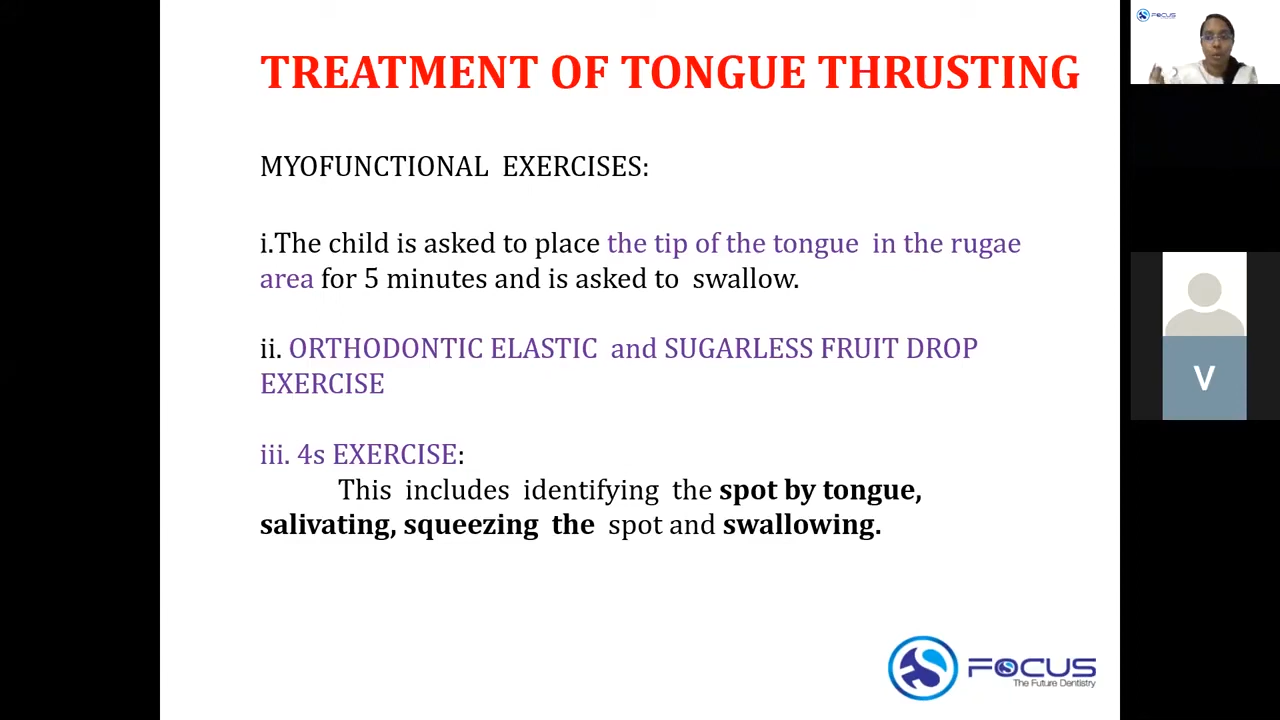 TREATMENT OF TONGUE THRUSTING
MYOFUNCTIONAL EXERCISES:
i.The child is asked to place the tip of the tongue in the rugae
area for 5 minutes and is asked to swallow.
ii. ORTHODONTIC ELASTIC and SUGARLESS FRUIT DROP
EXERCISE
iii. 4s EXERCISE:
This includes identifying the spot by tongue,
salivating, squeezing the spot and swallowing.
FOCUS
The Future Dentistry
FOCUS
V